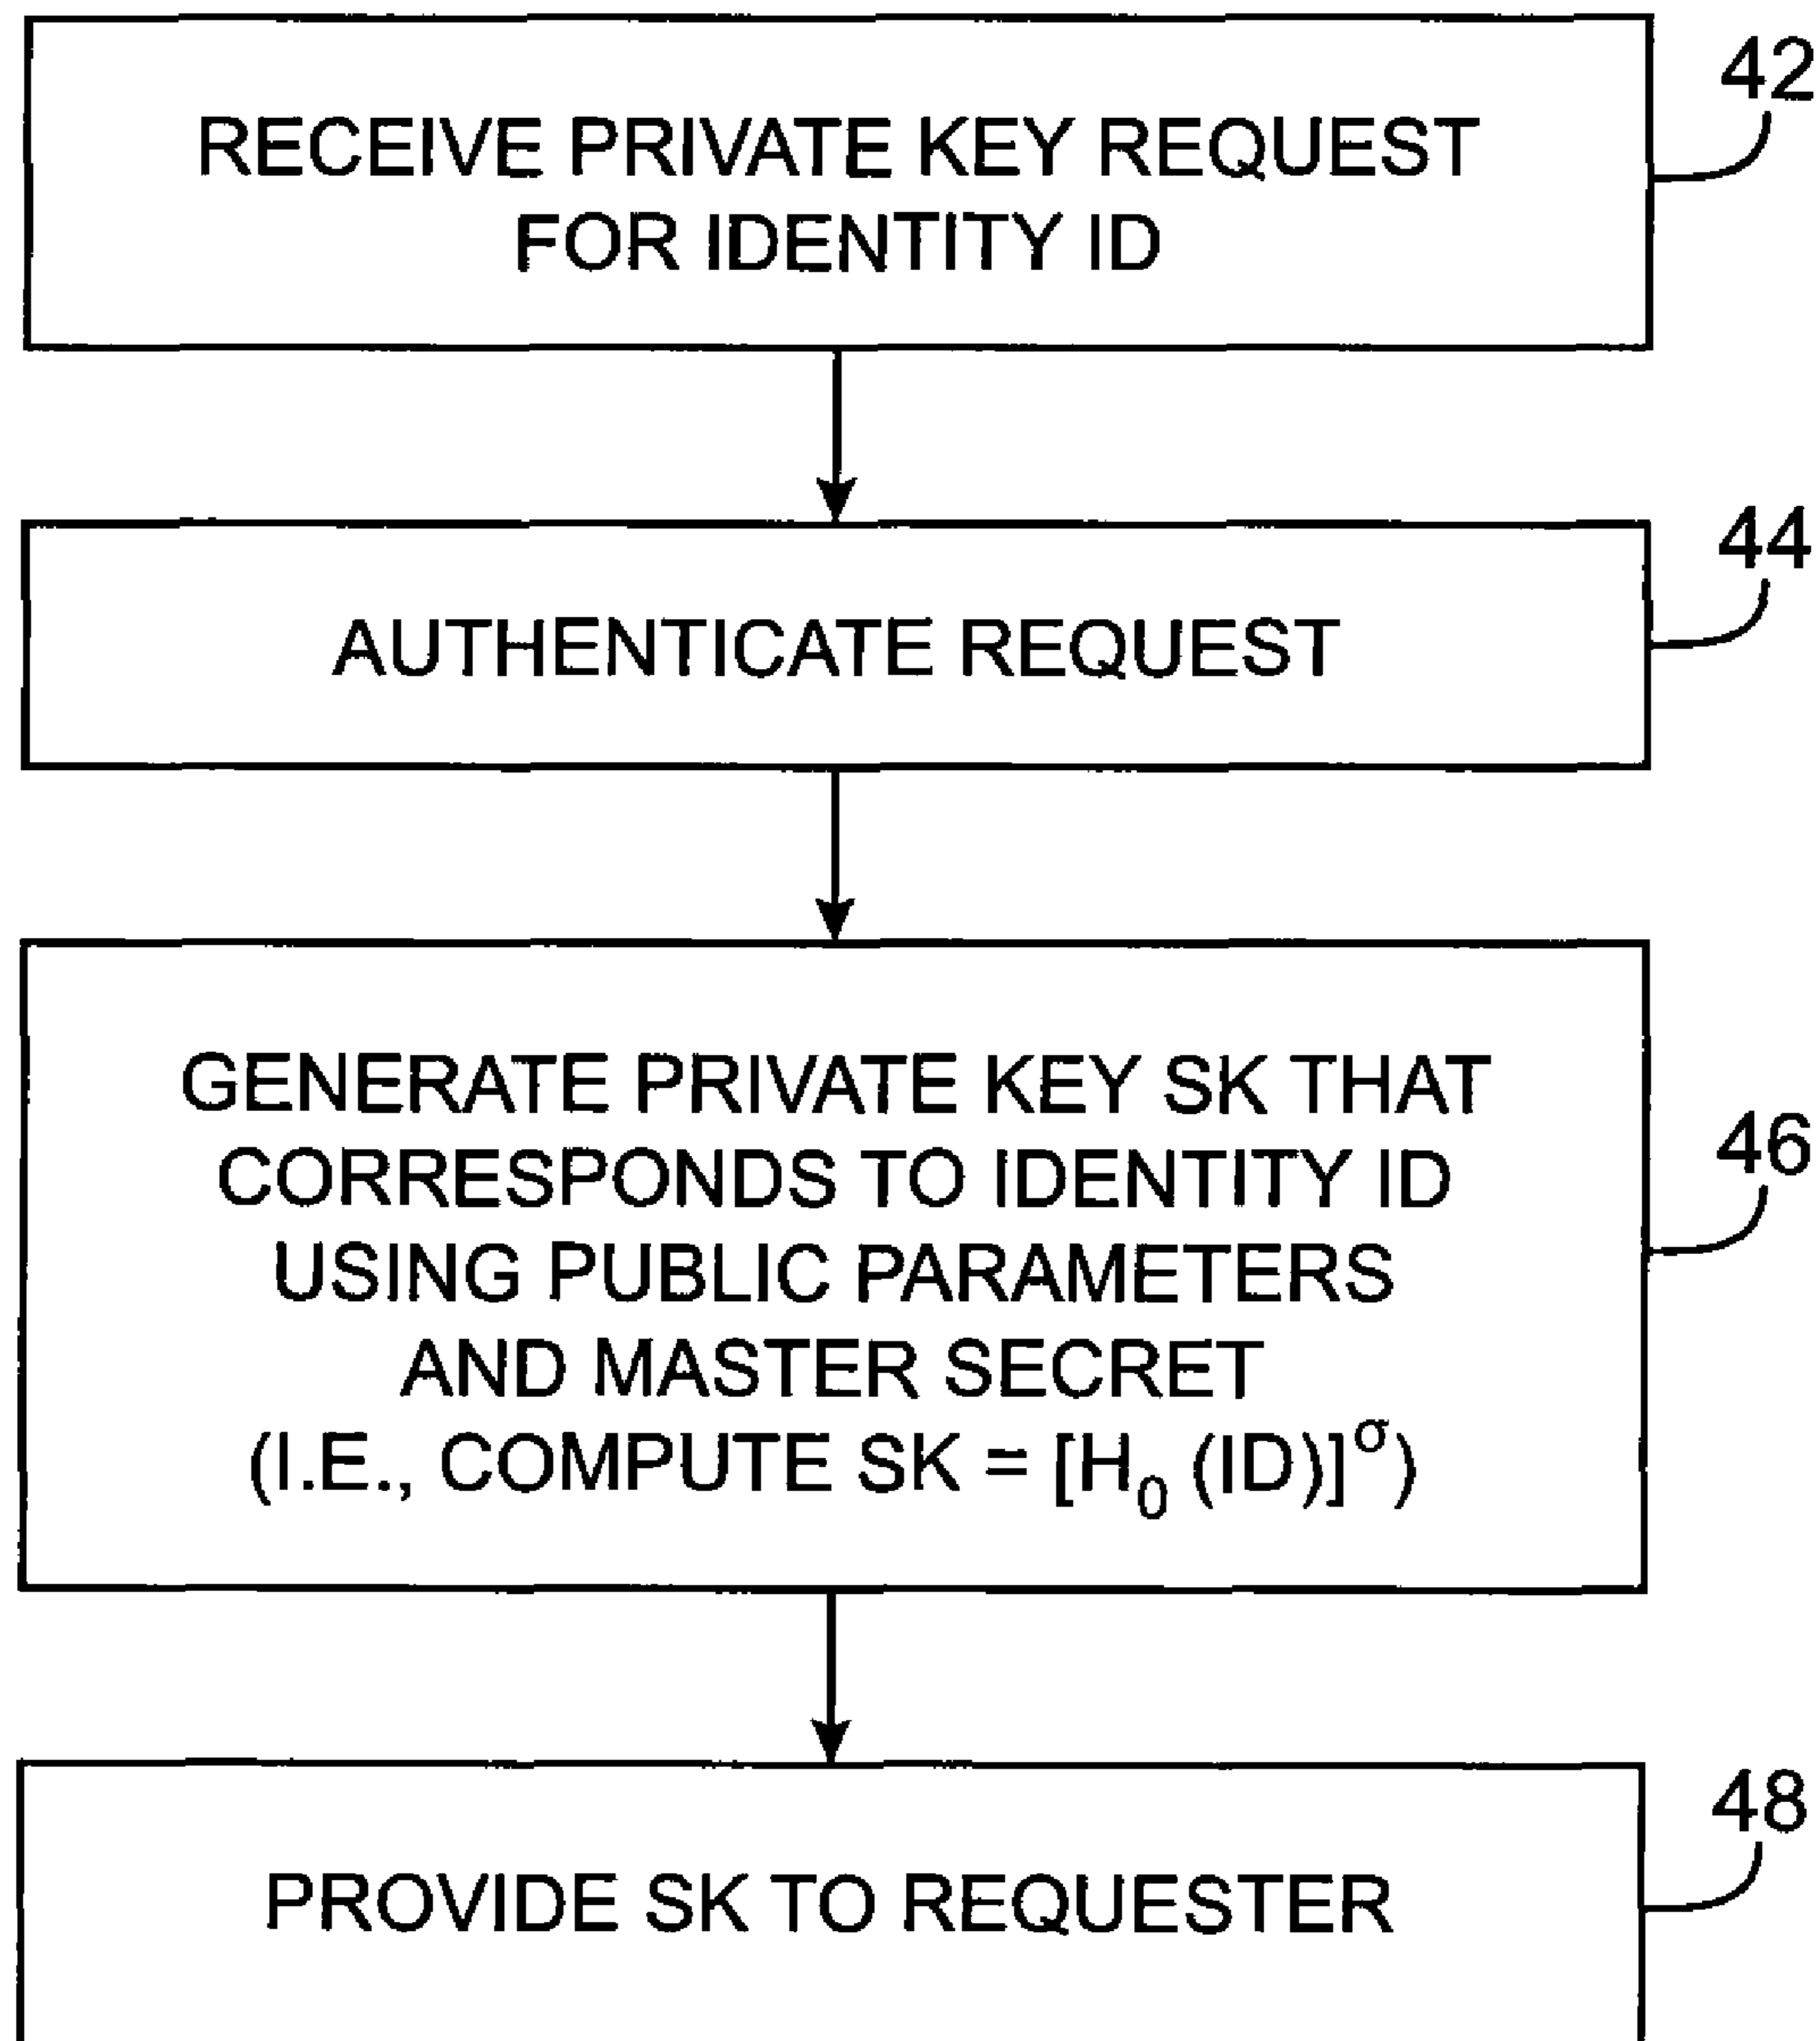 RECEIVE PRIVATE KEY REQUEST
FOR IDENTITY ID
42
AUTHENTICATE REQUEST
44
GENERATE PRIVATE KEY SK THAT
CORRESPONDS TO IDENTITY ID
USING PUBLIC PARAMETERS
AND MASTER SECRET
(I.E., COMPUTE SK = [H₀ (ID)]^σ)
46
PROVIDE SK TO REQUESTER
48